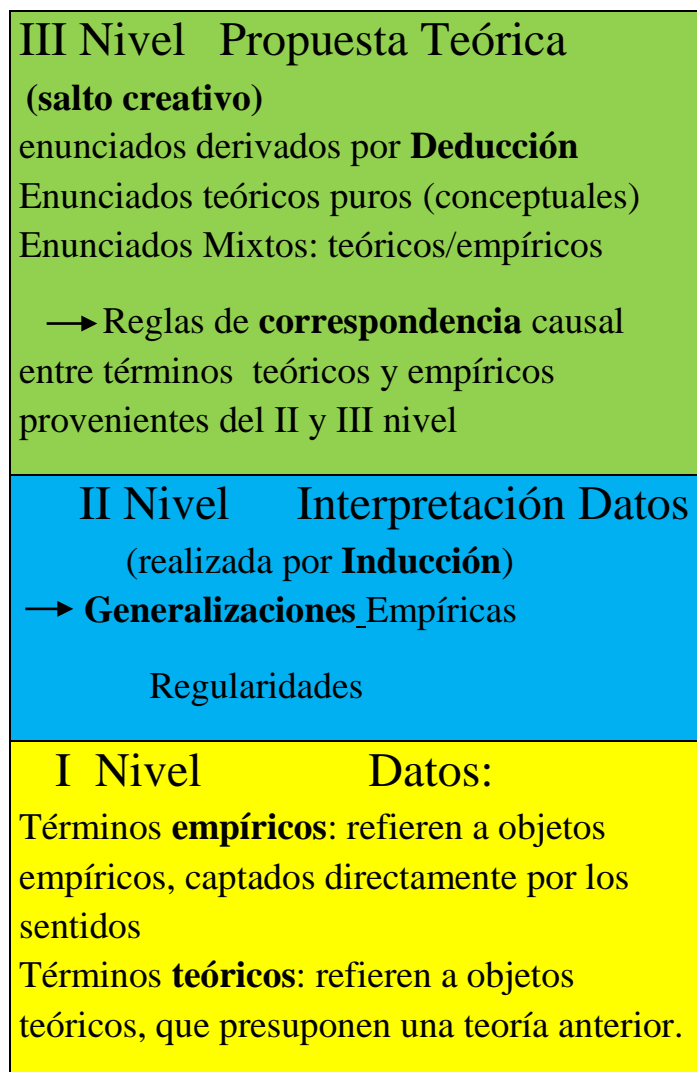 III Nivel Propuesta Teórica
(salto creativo)
enunciados derivados por Deducción
Enunciados teóricos puros (conceptuales)
Enunciados Mixtos: teóricos/empíricos
→ Reglas de correspondencia causal
entre términos teóricos y empíricos
provenientes del II y III nivel
II Nivel Interpretación Datos
(realizada por Inducción)
→ Generalizaciones Empíricas
Regularidades
I Nivel Datos:
Términos empíricos: refieren a objetos
empíricos, captados directamente por los
sentidos
Términos teóricos: refieren a objetos
teóricos, que presuponen una teoría anterior.